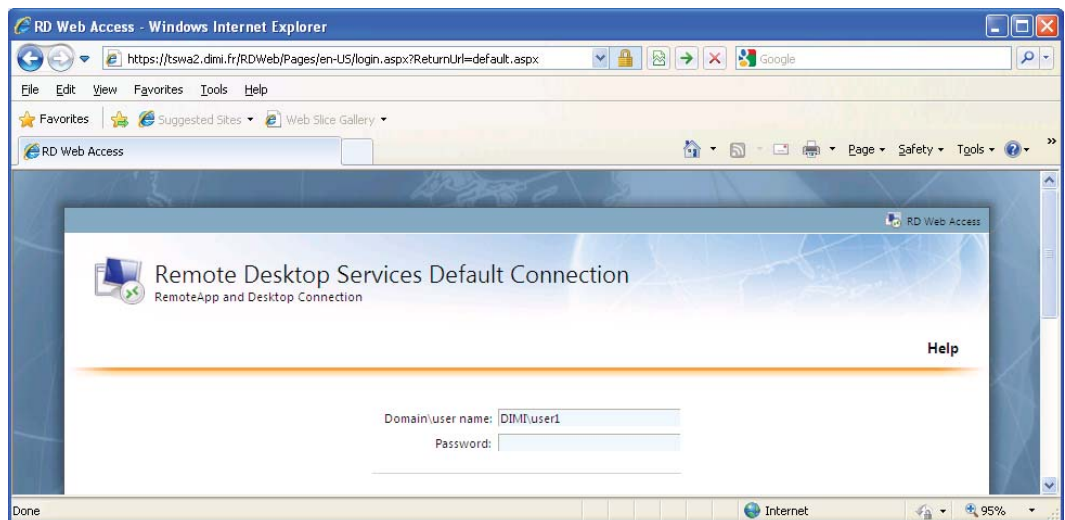 RD Web Access - Windows Internet Explorer
https://tswa2.dimi.fr/RDWeb/Pages/en-US/login.aspx?ReturnUrl=default.aspx
Google
File Edit View Favorites Tools Help
Favorites Suggested Sites Web Slice Gallery
RD Web Access
Page Safety Tools »
RD Web Access
Remote Desktop Services Default Connection
RemoteApp and Desktop Connection
Help
Domain\user name: DIMI\user1
Password:
Done Internet 95%